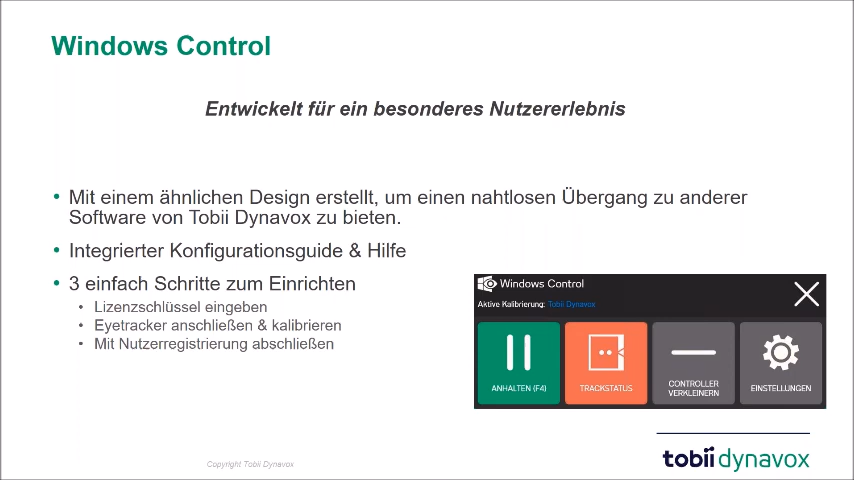 Windows Control
Entwickelt für ein besonderes Nutzererlebnis
• Mit einem ähnlichen Design erstellt, um einen nahtlosen Übergang zu anderer
Software von Tobii Dynavox zu bieten.
• Integrierter Konfigurationsguide & Hilfe
• 3 einfach Schritte zum Einrichten
• Lizenzschlüssel eingeben
• Eyetracker anschließen & kalibrieren
• Mit Nutzerregistrierung abschließen
Windows Control
Aktive Kalibrierung: Tobii Dynavox
ANHALTEN (F4)
TRACKSTATUS
CONTROLLER
VERKLEINERN
EINSTELLUNGEN
Copyright Tobii Dynavox
tobii dynavox